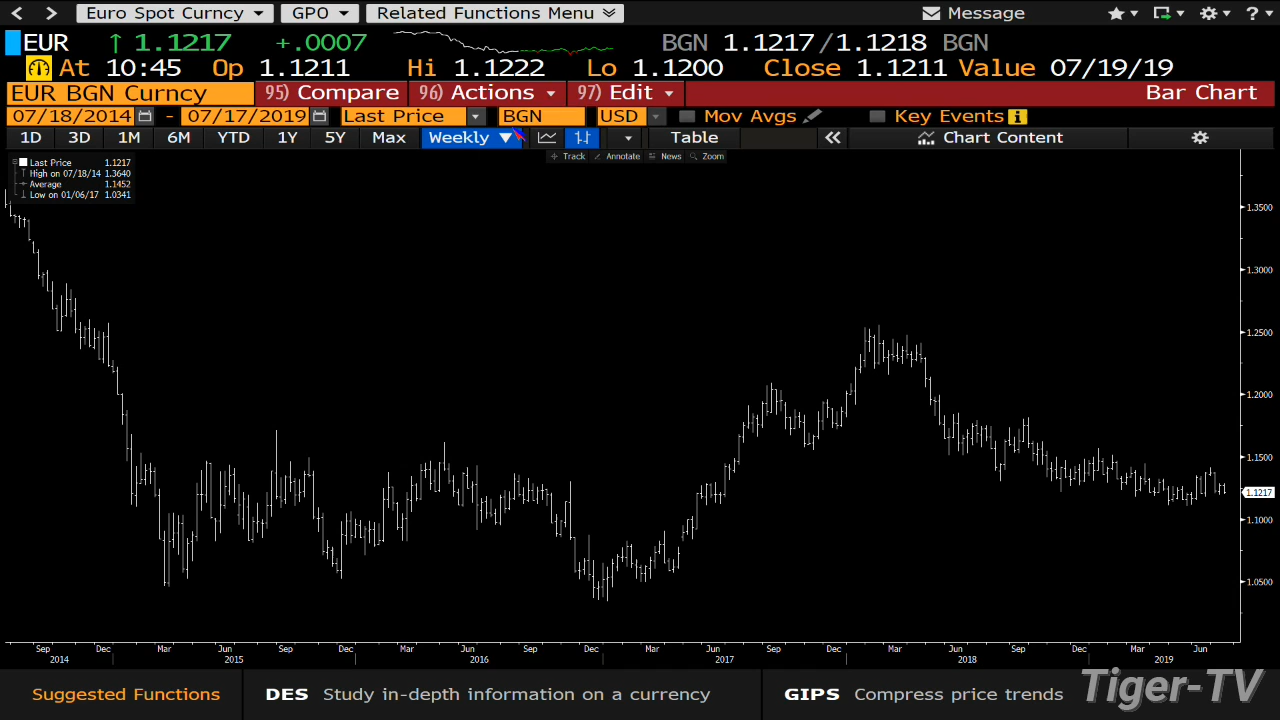 Euro Spot Curncy GPO Related Functions Menu Message ?
EUR ↑ 1.1217 +.0007 BGN 1.1217/1.1218 BGN
At 10:45 Op 1.1211 Hi 1.1222 Lo 1.1200 Close 1.1211 Value 07/19/19
EUR BGN Curncy 95) Compare 96) Actions 97) Edit Bar Chart
07/18/2014 - 07/17/2019 Last Price BGN USD Mov Avgs Key Events
1D 3D 1M 6M YTD 1Y 5Y Max Weekly ▼ Table « Chart Content
Track Annotate News Zoom
Last Price 1.1217
High on 07/18/14 1.3640
Average 1.1452
Low on 01/06/17 1.0341
1.3500
1.3000
1.2500
1.2000
1.1500
1.1217
1.1000
1.0500
Sep Dec Mar Jun Sep Dec Mar Jun Sep Dec Mar Jun Sep Dec Mar Jun Sep Dec Mar Jun
2014 2015 2016 2017 2018 2019
Suggested Functions DES Study in-depth information on a currency GIPS Compress price trends
Tiger-TV